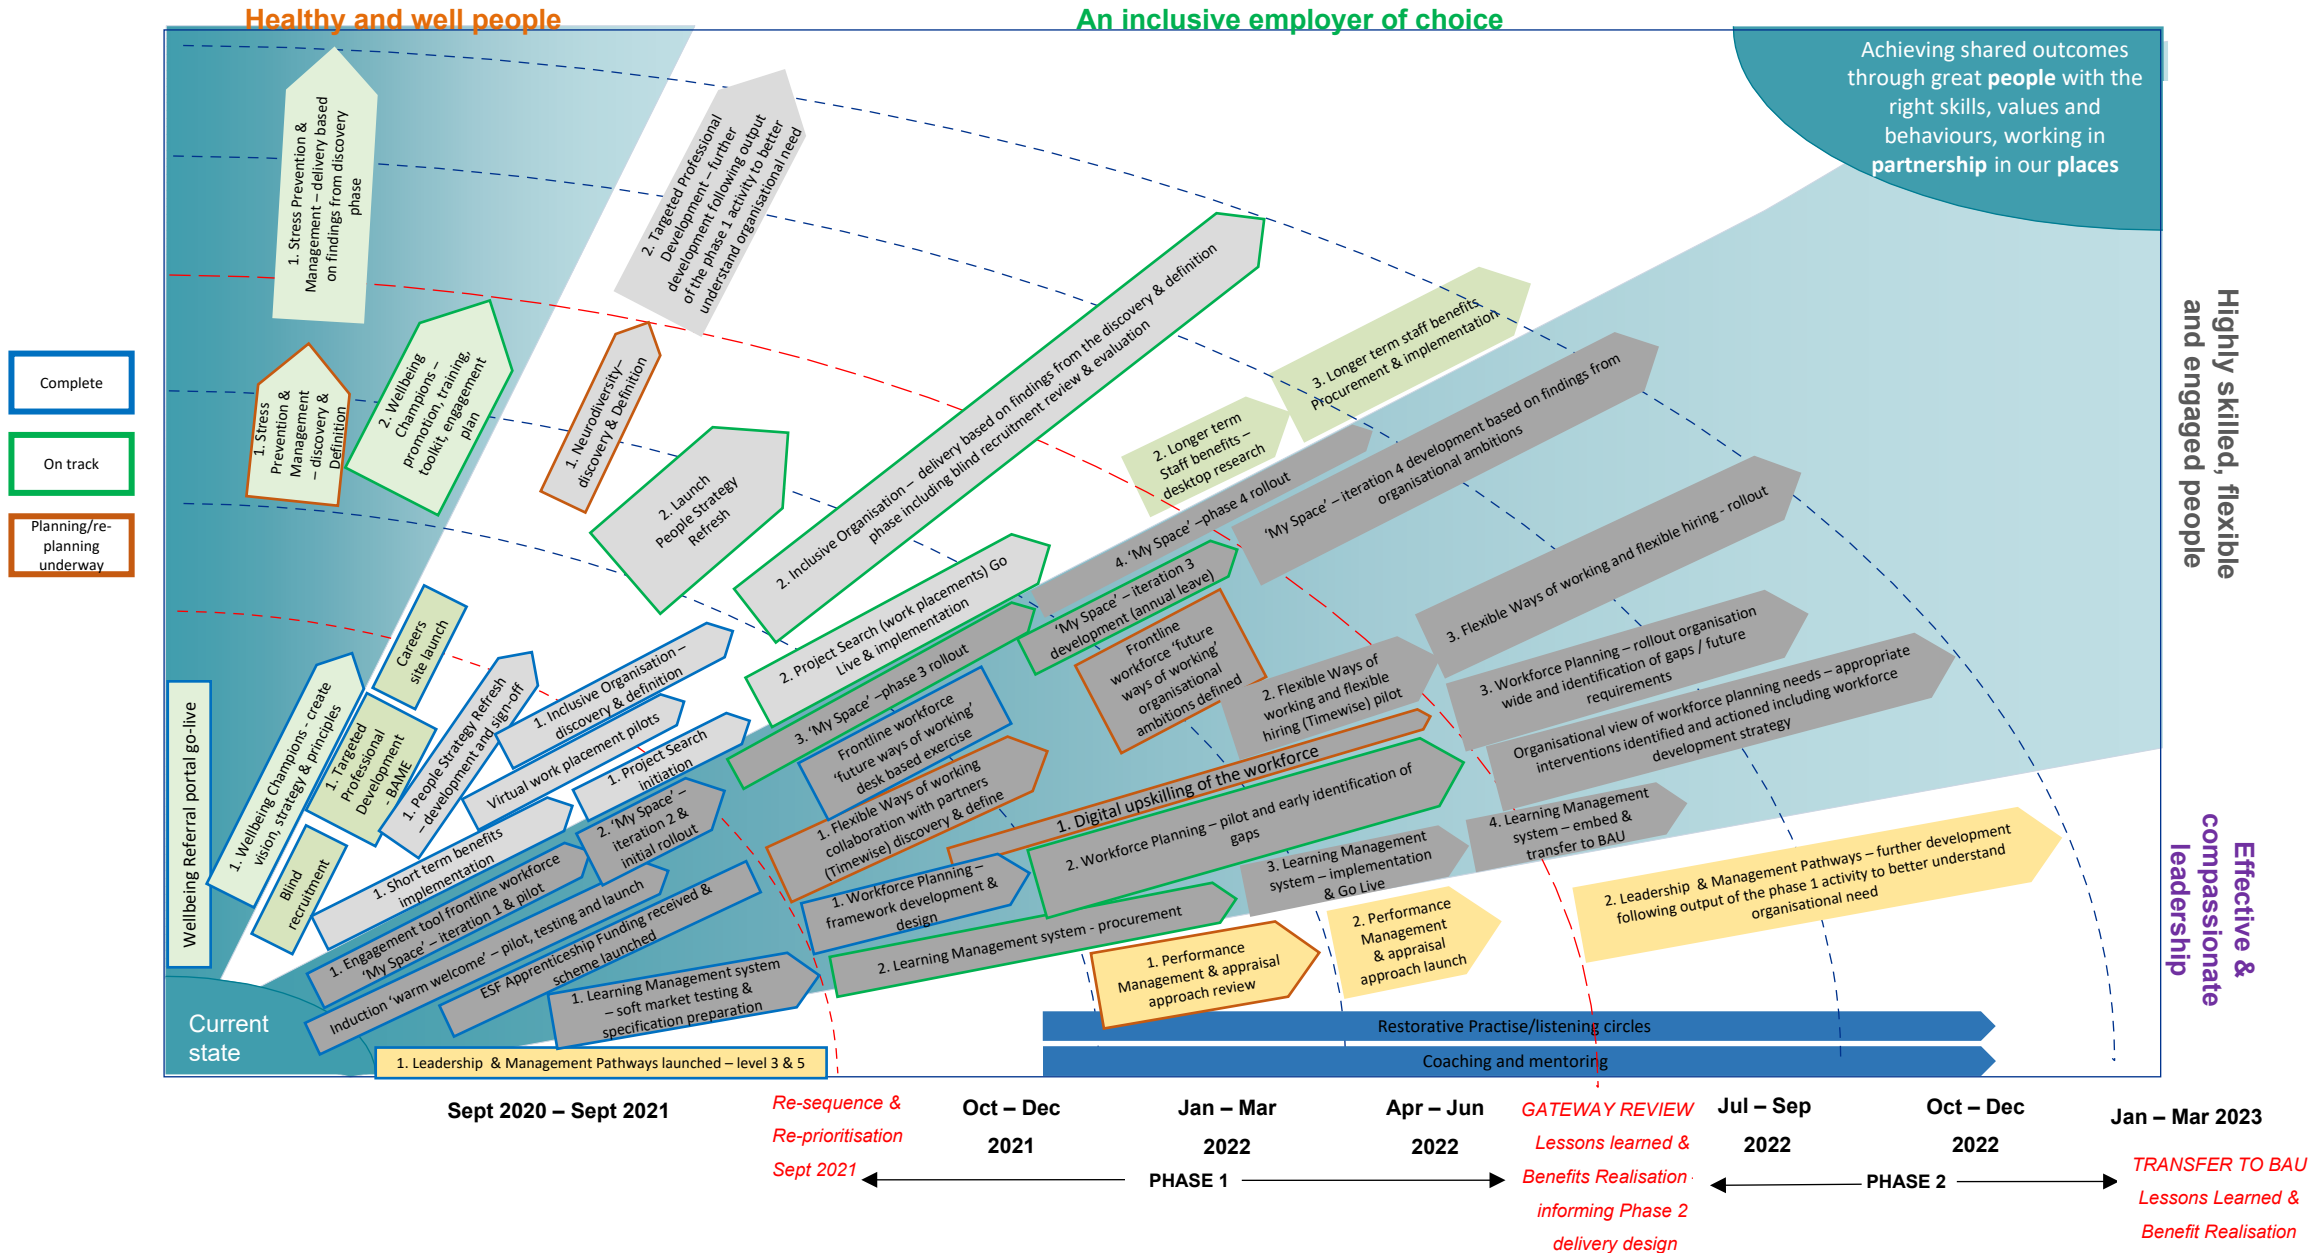 Healthy and well people
An inclusive employer of choice
Achieving shared outcomes
through great people with the
right skills, values and
behaviours, working in
partnership in our places
Highly skilled, flexible
and engaged people
Effective &
compassionate
leadership
Complete
On track
Planning/re-
planning
underway
1. Stress Prevention &
Management – delivery based
on findings from discovery
phase
1. Stress
Prevention &
Management
– discovery &
Definition
2. Wellbeing
Champions –
promotion, training,
toolkit, engagement
plan
Wellbeing Referral portal go-live
1. Wellbeing Champions - create
vision, strategy & principles
2. Targeted Professional
Development – further
development following output
of the phase 1 activity to better
understand organisational need
1. Neurodiversity–
discovery & Definition
2. Launch
People Strategy
Refresh
2. Inclusive Organisation – delivery based on findings from the discovery & definition
phase including blind recruitment review & evaluation
Careers
site launch
1. Targeted
Professional
Development
- BAME
Blind
recruitment
1. People Strategy Refresh
– development and sign-off
1. Inclusive Organisation –
discovery & definition
Virtual work placement pilots
1. Project Search
initiation
1. Short term benefits
implementation
2. Project Search (work placements) Go
Live & implementation
2. Longer term
Staff benefits –
desktop research
3. Longer term staff benefits
Procurement & implementation
1. Engagement tool frontline workforce
‘My Space’ – iteration 1 & pilot
2. ‘My Space’ –
iteration 2 &
initial rollout
3. ‘My Space’ –phase 3 rollout
‘My Space’ – iteration 3
development (annual leave)
4. ‘My Space’ –phase 4 rollout
‘My Space’ – iteration 4 development based on findings from
organisational ambitions
Induction ‘warm welcome’ – pilot, testing and launch
ESF Apprenticeship Funding received &
scheme launched
Frontline workforce
‘future ways of working’
desk based exercise
Frontline
workforce ‘future
ways of working’
organisational
ambitions defined
1. Flexible Ways of working
collaboration with partners
(Timewise) discovery & define
2. Flexible Ways of
working and flexible
hiring (Timewise) pilot
3. Flexible Ways of working and flexible hiring - rollout
1. Digital upskilling of the workforce
1. Workforce Planning –
framework development &
design
2. Workforce Planning – pilot and early identification of
gaps
3. Workforce Planning – rollout organisation
wide and identification of gaps / future
requirements
Organisational view of workforce planning needs – appropriate
interventions identified and actioned including workforce
development strategy
1. Learning Management system
– soft market testing &
specification preparation
2. Learning Management system - procurement
3. Learning Management
system – implementation
& Go Live
4. Learning Management
system – embed &
transfer to BAU
1. Performance
Management & appraisal
approach review
2. Performance
Management
& appraisal
approach launch
2. Leadership & Management Pathways – further development
following output of the phase 1 activity to better understand
organisational need
Current
state
1. Leadership & Management Pathways launched – level 3 & 5
Restorative Practise/listening circles
Coaching and mentoring
Sept 2020 – Sept 2021
Re-sequence &
Re-prioritisation
Sept 2021
Oct – Dec
2021
Jan – Mar
2022
Apr – Jun
2022
GATEWAY REVIEW
Lessons learned &
Benefits Realisation -
informing Phase 2
delivery design
Jul – Sep
2022
Oct – Dec
2022
Jan – Mar 2023
TRANSFER TO BAU
Lessons Learned &
Benefit Realisation
PHASE 1
PHASE 2